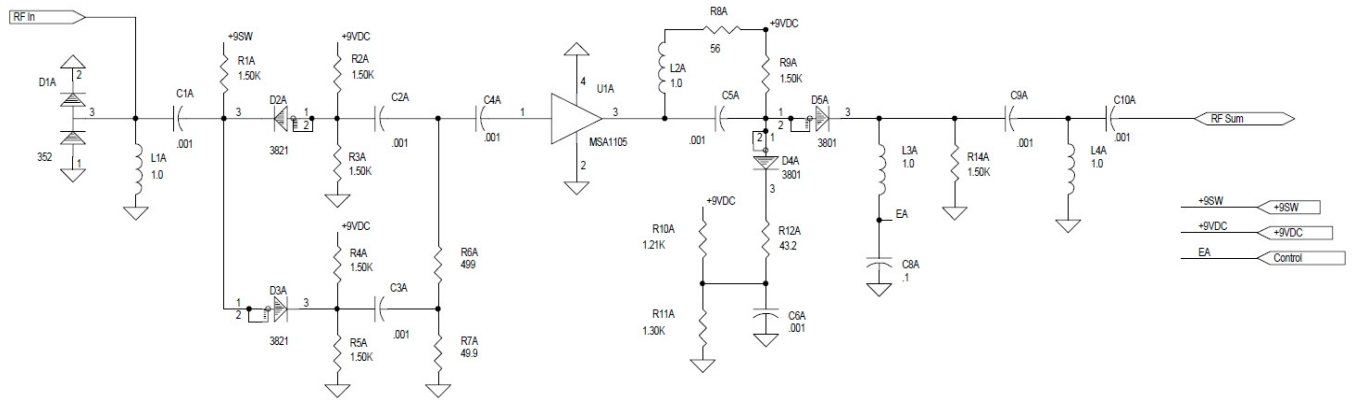 RF In
R8A
+9VDC
56
+9SW
+9VDC
R1A
1.50K
R2A
1.50K
4
L2A
1.0
R9A
1.50K
D1A
2
U1A
C1A
D2A
C2A
C4A
C5A
D5A
C9A
C10A
3
3
1
2
1
3
1
2
3
RF Sum
.001
3821
.001
.001
MSA1105
.001
2
1
3801
.001
.001
352
1
L1A
1.0
R3A
1.50K
2
D4A
3801
L3A
1.0
R14A
1.50K
L4A
1.0
3
+9VDC
+9VDC
EA
+9SW
+9SW
R4A
1.50K
R6A
499
R10A
1.21K
R12A
43.2
+9VDC
+9VDC
EA
Control
D3A
1
2
3
C3A
C8A
.1
3821
.001
R5A
1.50K
R7A
49.9
R11A
1.30K
C6A
.001